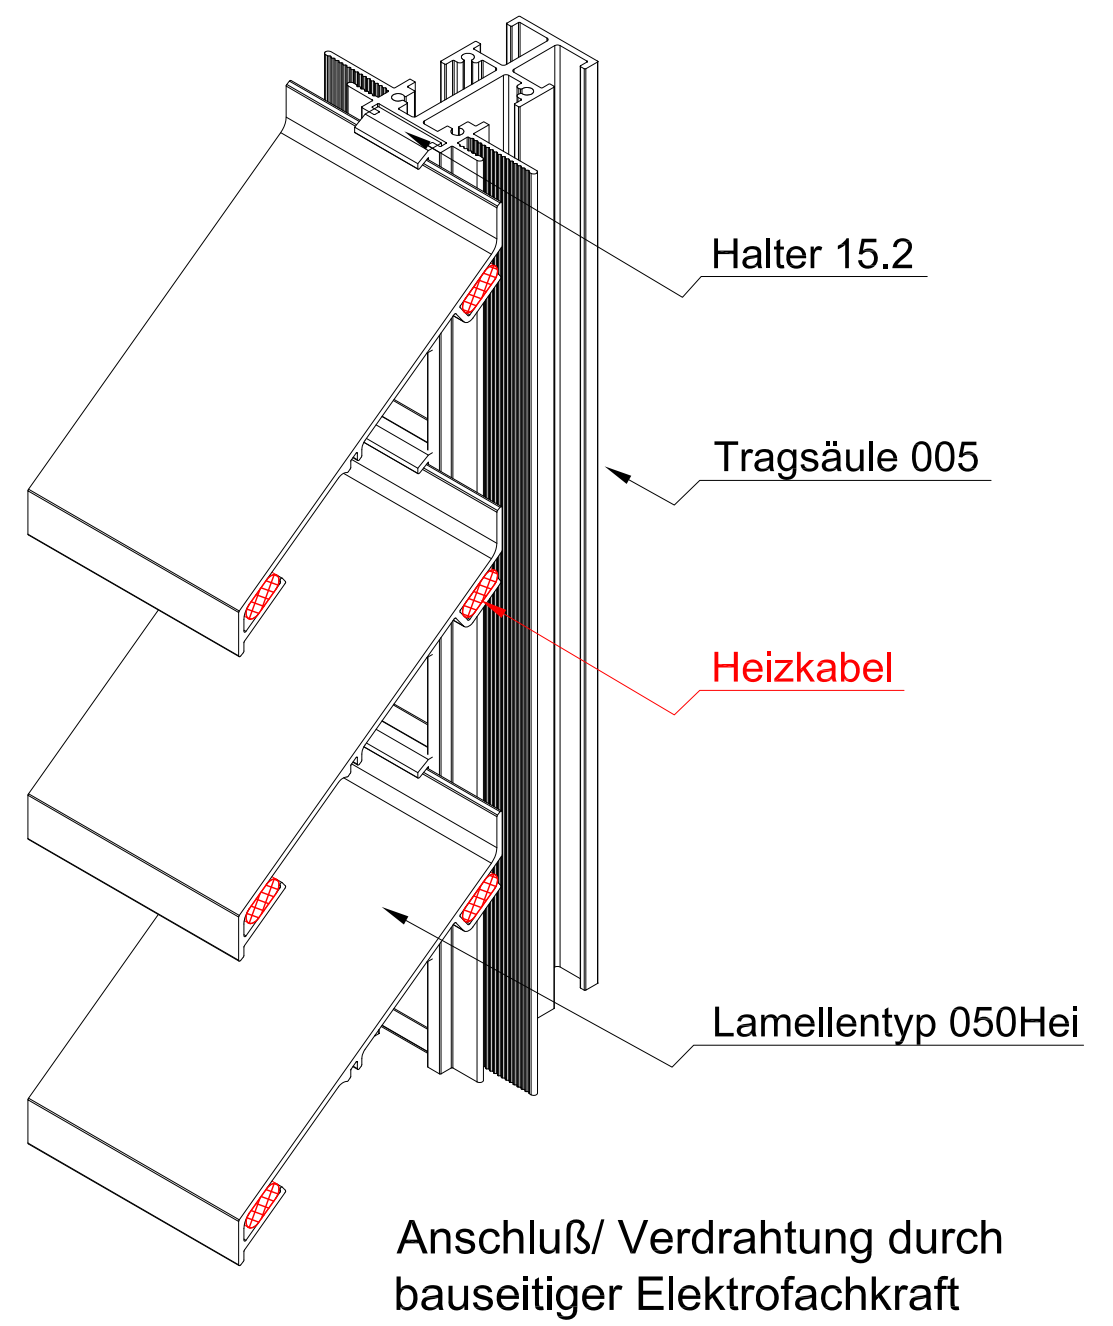 Halter 15.2
Tragsäule 005
Heizkabel
Lamellentyp 050Hei
Anschluß/ Verdrahtung durch
bauseitiger Elektrofachkraft